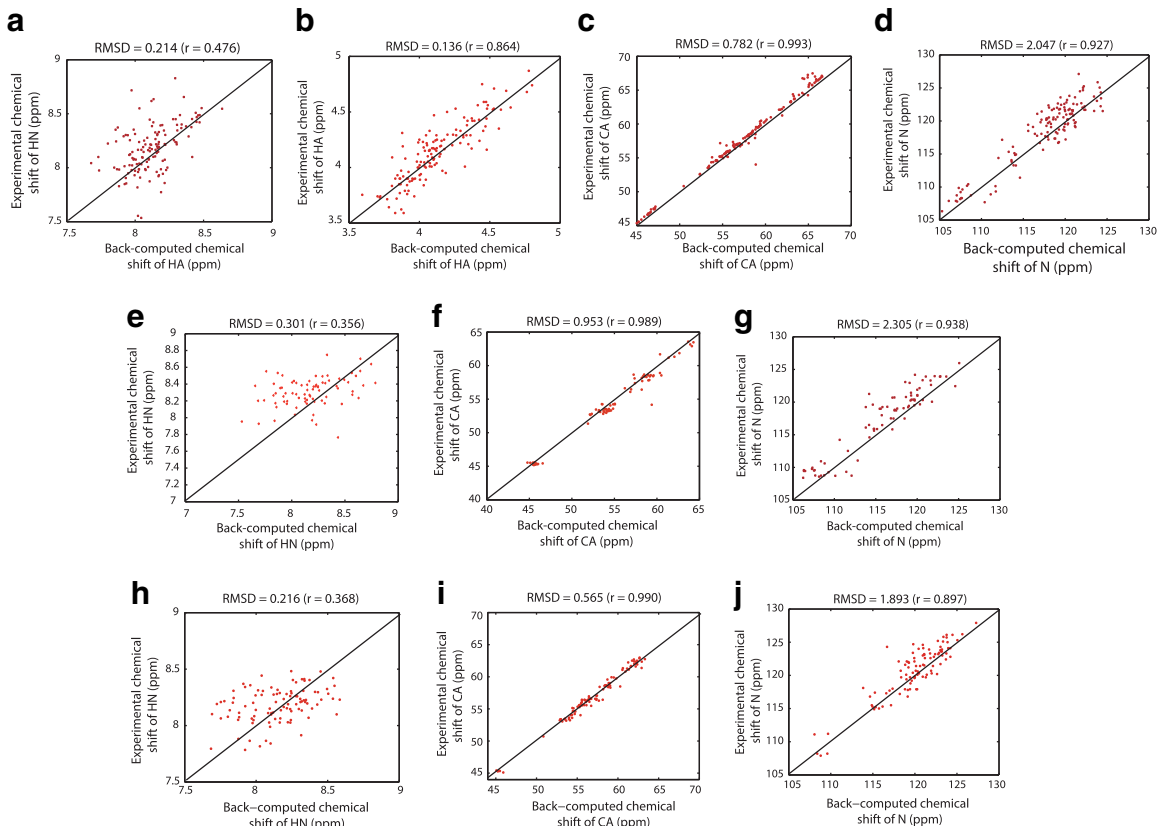 a
RMSD = 0.214 (r = 0.476)
Experimental chemical
shift of HN (ppm)
9
8.5
8
7.5
7.5
8
8.5
9
Back-computed chemical
shift of HA (ppm)
b
RMSD = 0.136 (r = 0.864)
Experimental chemical
shift of HA (ppm)
5
4.5
4
3.5
3.5
4
4.5
5
Back-computed chemical
shift of HA (ppm)
c
RMSD = 0.782 (r = 0.993)
Experimental chemical
shift of CA (ppm)
70
65
60
55
50
45
45
50
55
60
65
70
Back-computed chemical
shift of CA (ppm)
d
RMSD = 2.047 (r = 0.927)
Experimental chemical
shift of N (ppm)
130
125
120
115
110
105
105
110
115
120
125
130
Back-computed chemical
shift of N (ppm)
e
RMSD = 0.301 (r = 0.356)
Experimental chemical
shift of HN (ppm)
9
8.8
8.6
8.4
8.2
8
7.8
7.6
7.4
7.2
7
7
7.5
8
8.5
9
Back-computed chemical
shift of HN (ppm)
f
RMSD = 0.953 (r = 0.989)
Experimental chemical
shift of CA (ppm)
65
60
55
50
45
40
40
45
50
55
60
65
Back-computed chemical
shift of CA (ppm)
g
RMSD = 2.305 (r = 0.938)
Experimental chemical
shift of N (ppm)
130
125
120
115
110
105
105
110
115
120
125
130
Back-computed chemical
shift of N (ppm)
h
RMSD = 0.216 (r = 0.368)
Experimental chemical
shift of HN (ppm)
9
8.5
8
7.5
7.5
8
8.5
9
Back−computed chemical
shift of HN (ppm)
i
RMSD = 0.565 (r = 0.990)
Experimental chemical
shift of CA (ppm)
70
70
65
60
55
50
45
44
45
50
55
60
65
70
Back−computed chemical
shift of CA (ppm)
j
RMSD = 1.893 (r = 0.897)
Experimental chemical
shift of N (ppm)
130
125
120
115
110
105
105
110
115
120
125
130
Back−computed chemical
shift of N (ppm)